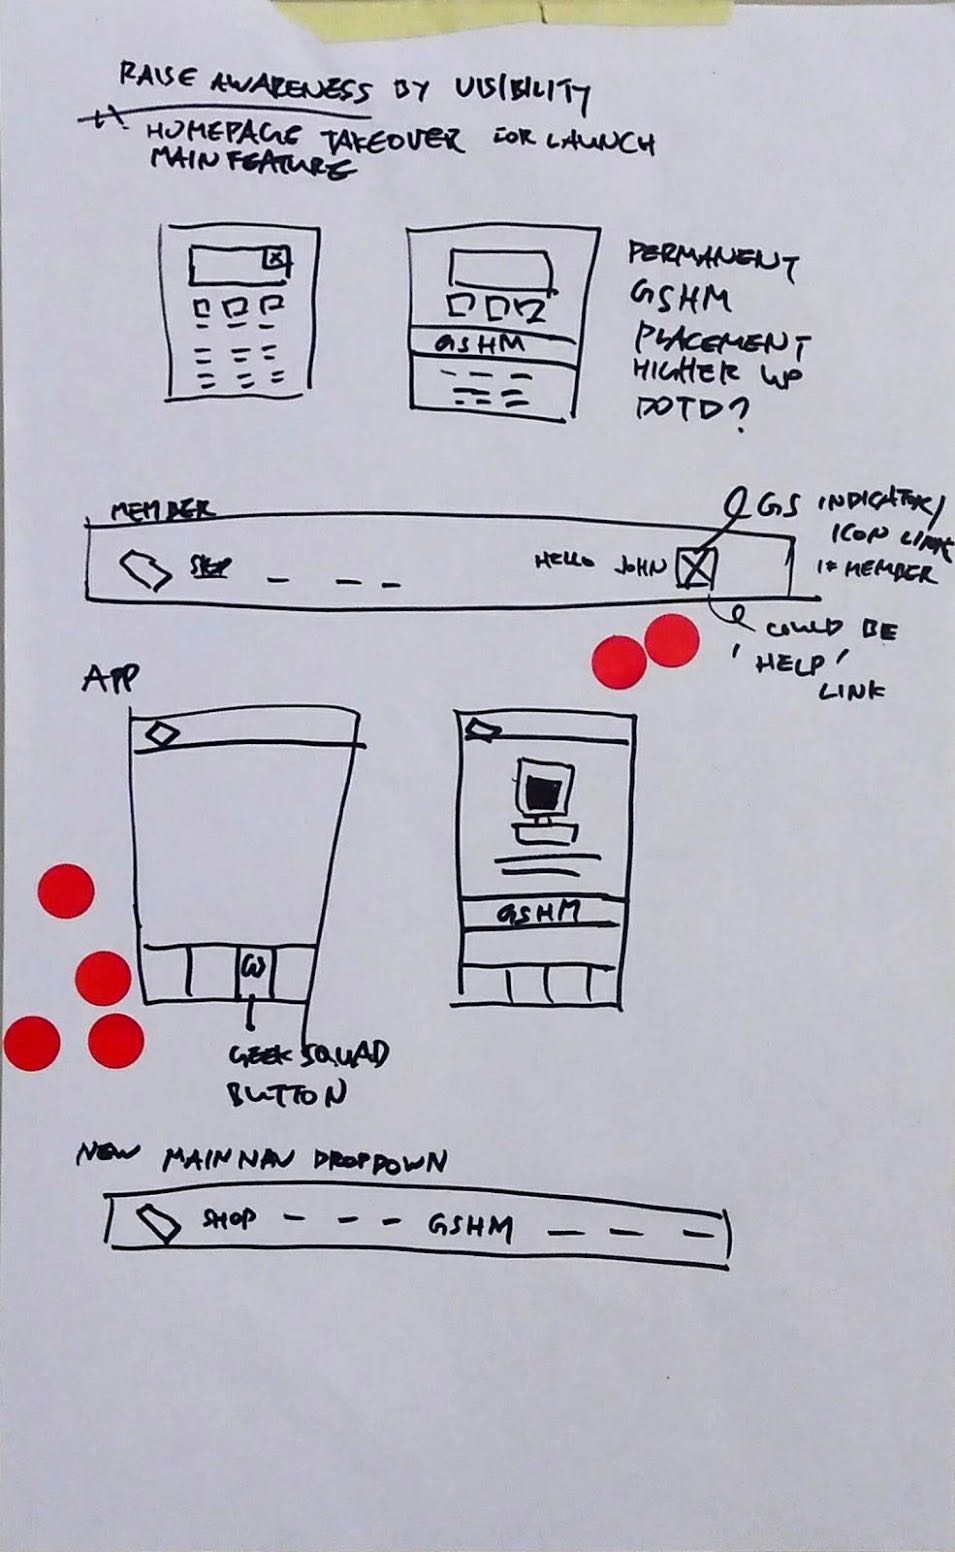 RAISE AWARENESS BY VISIBILITY
HOMEPAGE TAKEOVER FOR LAUNCH
MAIN FEATURE
GSHM
PERMANENT
GSHM
PLACEMENT
HIGHER UP
DOTD?
MEMBER
HELLO JOHN
GS INDICATOR/
ICON LINK
IF MEMBER
COULD BE
'HELP'
LINK
APP
GSHM
GEEK SQUAD
BUTTON
NEW MAIN NAV DROPDOWN
SHOP GSHM